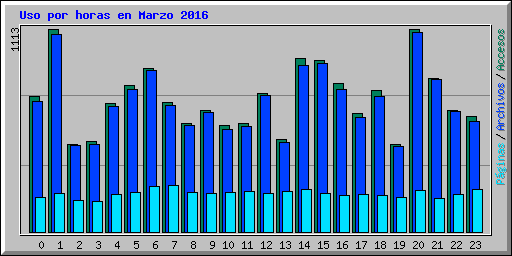 Uso por horas en Marzo 2016
1113
Páginas / Archivos / Accesos
0 1 2 3 4 5 6 7 8 9 10 11 12 13 14 15 16 17 18 19 20 21 22 23